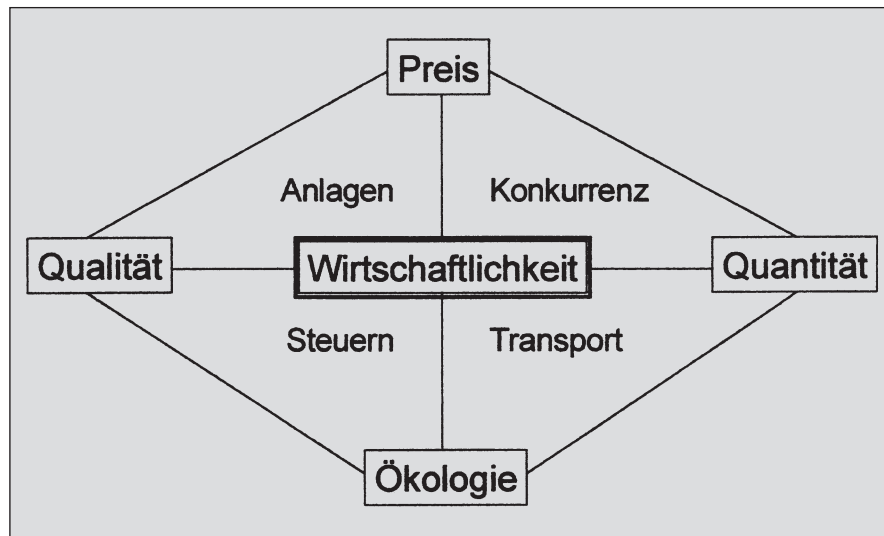 Preis
Anlagen Konkurrenz
Qualität Wirtschaftlichkeit Quantität
Steuern Transport
Ökologie